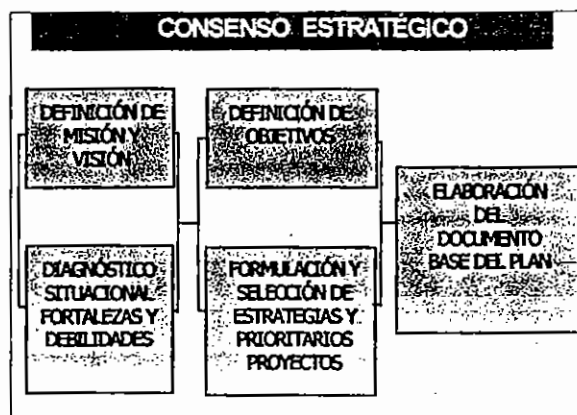 CONSENSO ESTRATÉGICO
DEFINICIÓN DE
MISIÓN Y
VISIÓN
DEFINICIÓN DE
OBJETIVOS
ELABORACIÓN
DEL
DOCUMENTO
BASE DEL PLAN
DIAGNÓSTICO
SITUACIONAL
FORTALEZAS Y
DEBILIDADES
FORMULACIÓN Y
SELECCIÓN DE
ESTRATEGIAS Y
PRIORITARIOS
PROYECTOS